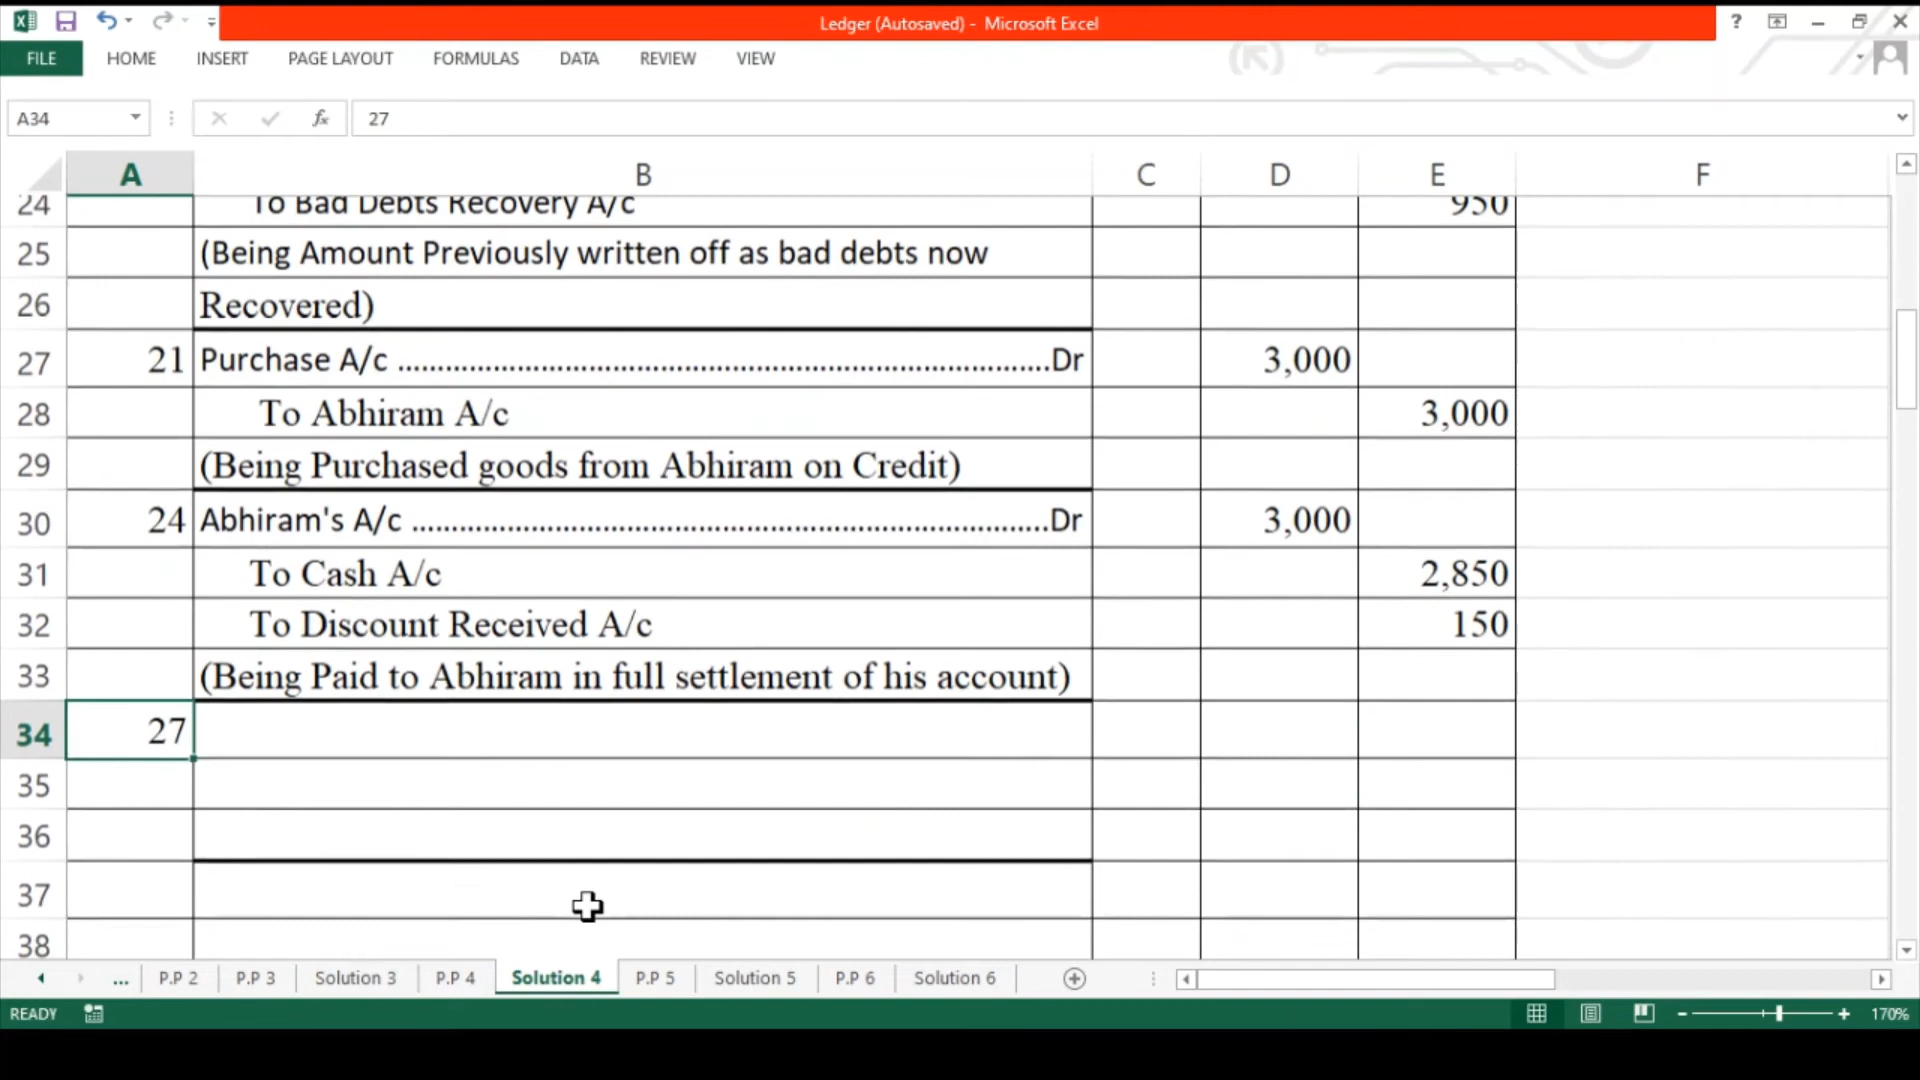 Ledger (Autosaved) - Microsoft Excel
?
FILE HOME INSERT PAGE LAYOUT FORMULAS DATA REVIEW VIEW
A34 fx 27
A B C D E F
24 To Bad Debts Recovery A/c 950
25 (Being Amount Previously written off as bad debts now
26 Recovered)
27 21 Purchase A/c ................................................................................Dr 3,000
28 To Abhiram A/c 3,000
29 (Being Purchased goods from Abhiram on Credit)
30 24 Abhiram's A/c ..............................................................................Dr 3,000
31 To Cash A/c 2,850
32 To Discount Received A/c 150
33 (Being Paid to Abhiram in full settlement of his account)
34 27
35
36
37
38
... P.P 2 P.P 3 Solution 3 P.P 4 Solution 4 P.P 5 Solution 5 P.P 6 Solution 6
READY 170%